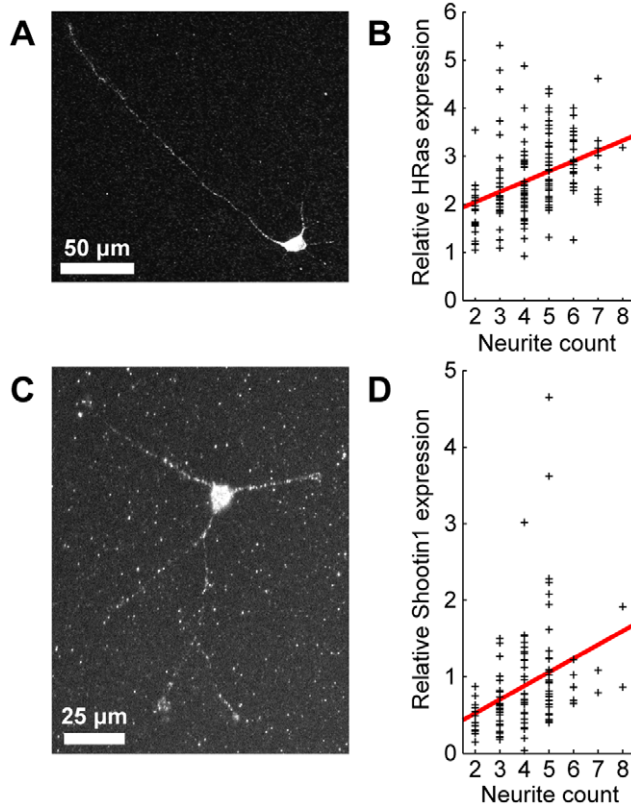 A
50 µm
B
Relative HRas expression
6
5
4
3
2
1
0
2 3 4 5 6 7 8
Neurite count
C
25 µm
D
Relative Shootin1 expression
5
4
3
2
1
0
2 3 4 5 6 7 8
Neurite count